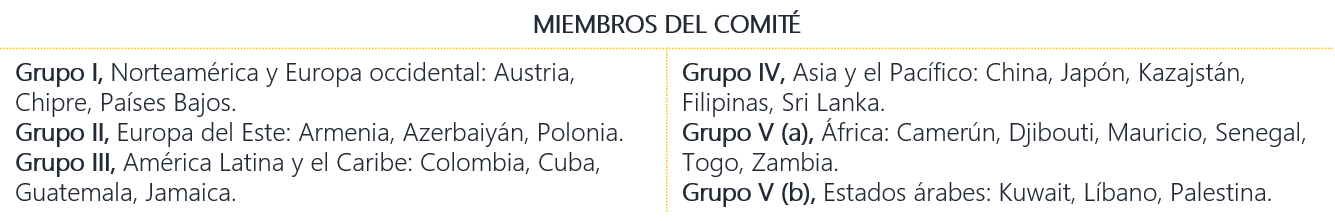 MIEMBROS DEL COMITÉ
Grupo I, Norteamérica y Europa occidental: Austria,
Chipre, Países Bajos.
Grupo II, Europa del Este: Armenia, Azerbaiyán, Polonia.
Grupo III, América Latina y el Caribe: Colombia, Cuba,
Guatemala, Jamaica.
Grupo IV, Asia y el Pacífico: China, Japón, Kazajstán,
Filipinas, Sri Lanka.
Grupo V (a), África: Camerún, Djibouti, Mauricio, Senegal,
Togo, Zambia.
Grupo V (b), Estados árabes: Kuwait, Líbano, Palestina.